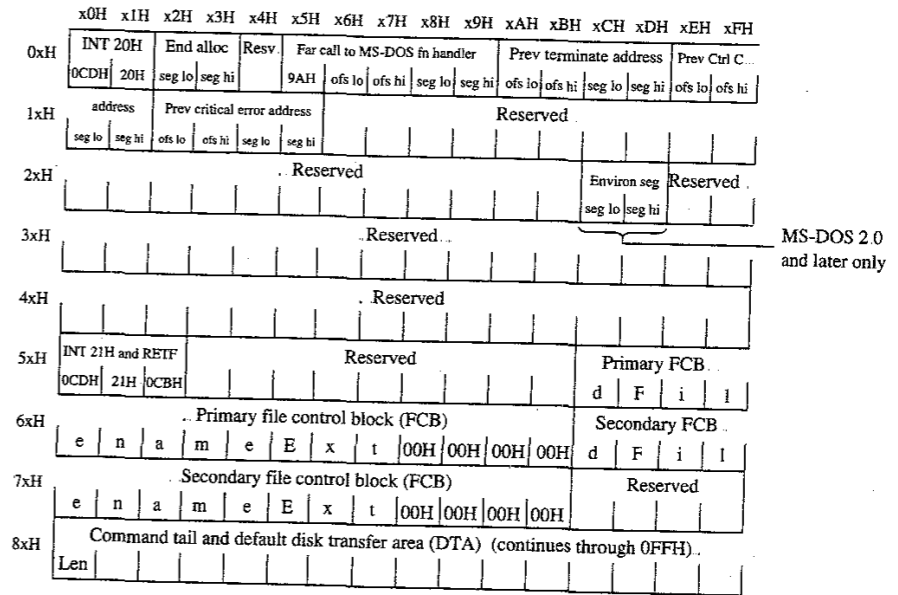 x0H x1H x2H x3H x4H x5H x6H x7H x8H x9H xAH xBH xCH xDH xEH xFH
0xH INT 20H End alloc Resv. Far call to MS-DOS fn handler Prev terminate address Prev Ctrl C...
0CDH 20H seg lo seg hi 9AH ofs lo ofs hi seg lo seg hi ofs lo ofs hi seg lo seg hi ofs lo ofs hi
1xH address Prev critical error address Reserved
seg lo seg hi ofs lo ofs hi seg lo seg hi
2xH Reserved Environ seg Reserved
seg lo seg hi
3xH Reserved
MS-DOS 2.0
and later only
4xH Reserved
5xH INT 21H and RETF Reserved Primary FCB
0CDH 21H 0CBH d F i l
6xH Primary file control block (FCB) Secondary FCB
e n a m e E x t 00H 00H 00H 00H d F i l
7xH Secondary file control block (FCB) Reserved
e n a m e E x t 00H 00H 00H 00H
8xH Command tail and default disk transfer area (DTA) (continues through 0FFH)
Len